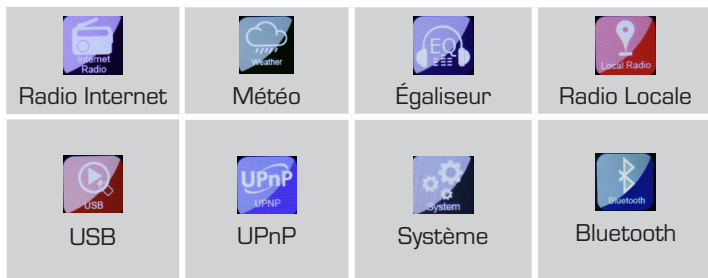 Internet
Radio
Radio Internet
Weather
Météo
EQ
Égaliseur
Local Radio
Radio Locale
USB
USB
UPnP
UPNP
UPnP
System
Système
Bluetooth
Bluetooth